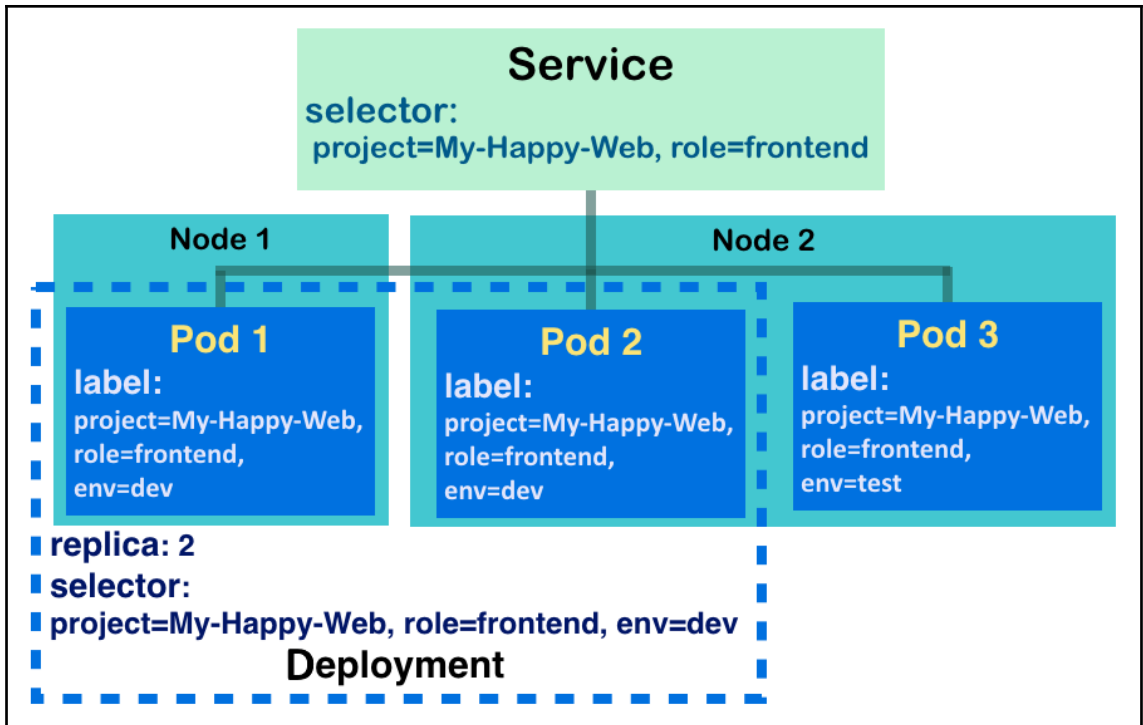 Service
selector:
project=My-Happy-Web, role=frontend
Node 1
Node 2
Pod 1
label:
project=My-Happy-Web,
role=frontend,
env=dev
Pod 2
label:
project=My-Happy-Web,
role=frontend,
env=dev
Pod 3
label:
project=My-Happy-Web,
role=frontend,
env=test
replica: 2
selector:
project=My-Happy-Web, role=frontend, env=dev
Deployment